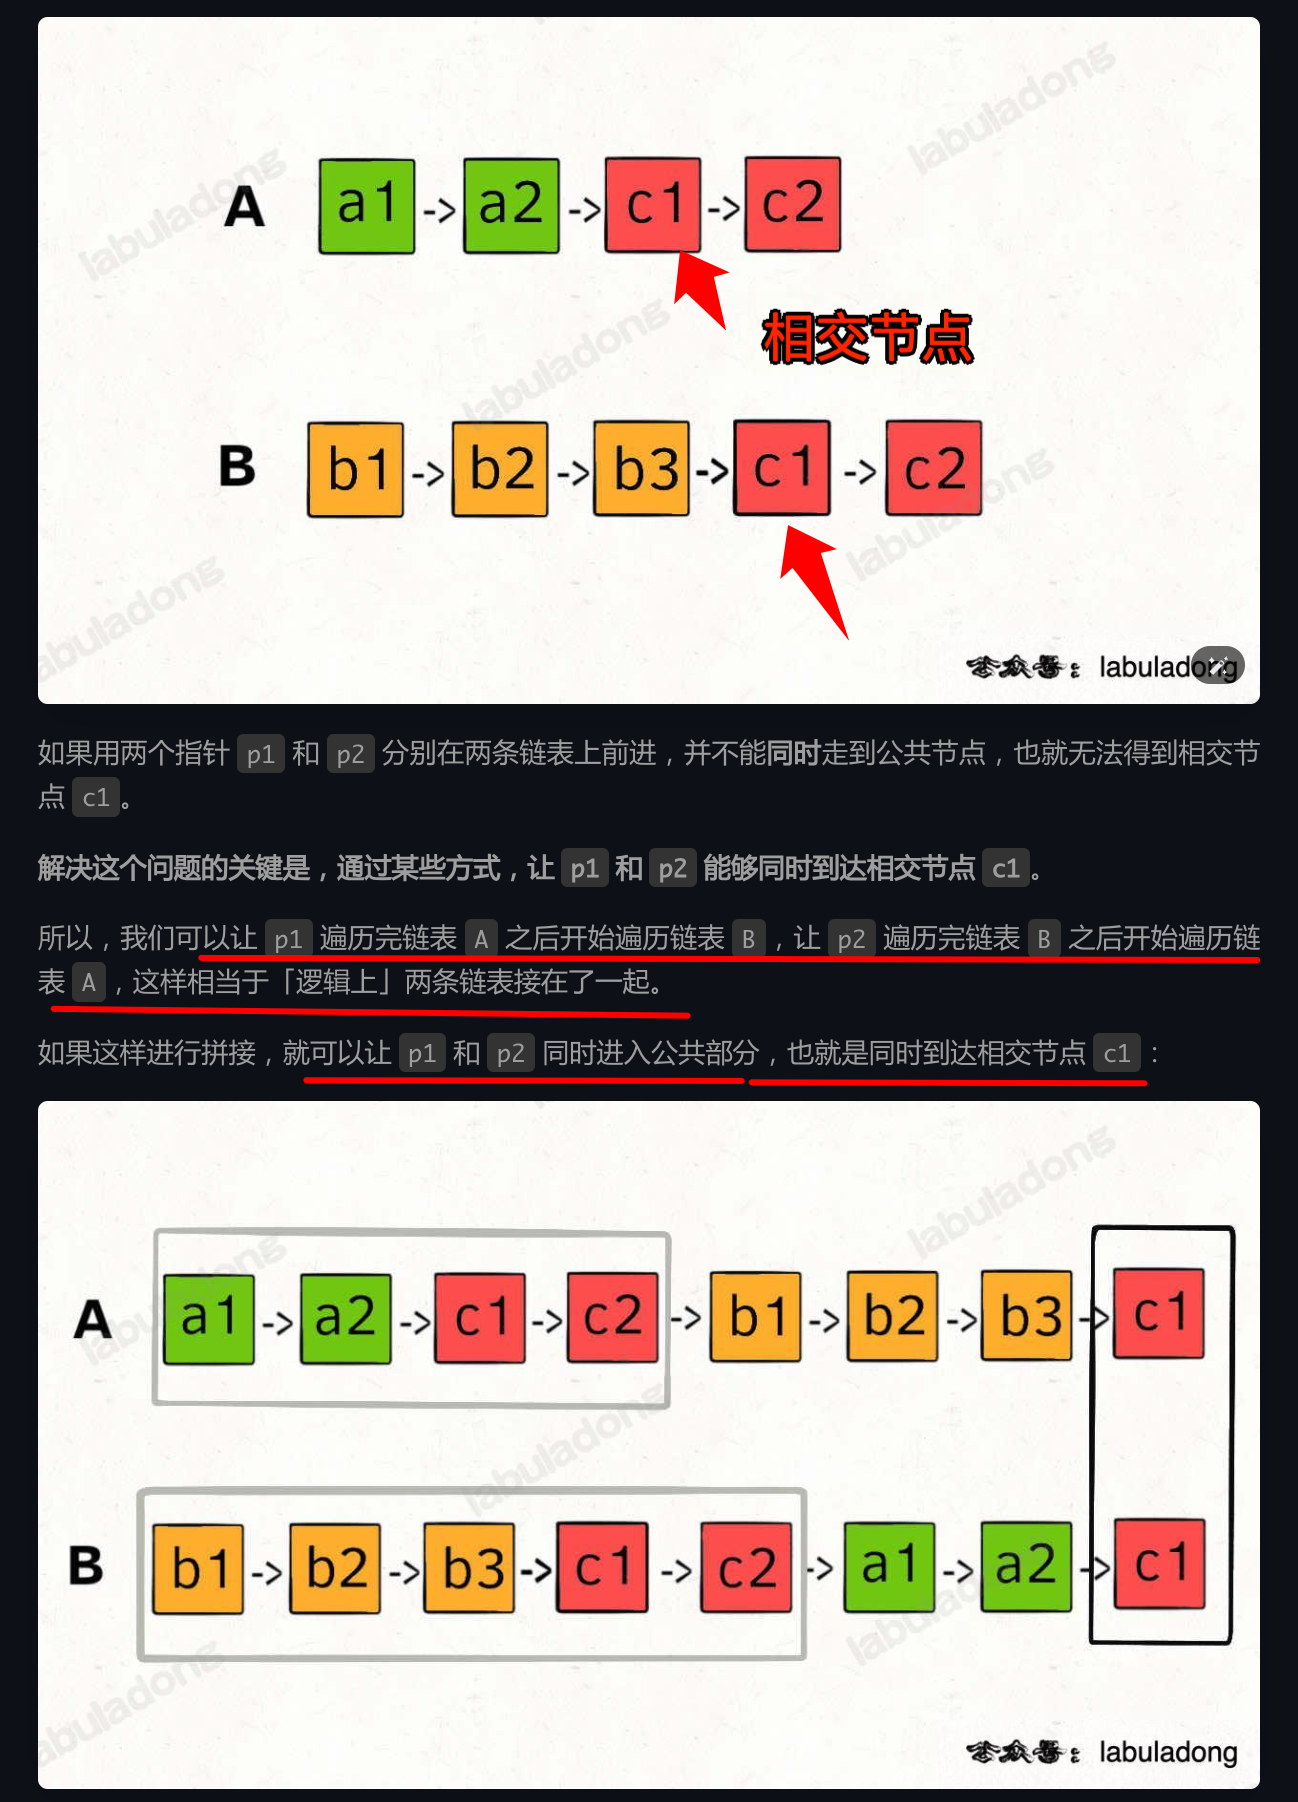 labuladong
labuladong
A a1 -> a2 -> c1 -> c2
相交节点
labuladong
B b1 -> b2 -> b3 -> c1 -> c2
labuladong
labuladong
公众号： labuladong
如果用两个指针 p1 和 p2 分别在两条链表上前进，并不能同时走到公共节点，也就无法得到相交节
点 c1。
解决这个问题的关键是，通过某些方式，让 p1 和 p2 能够同时到达相交节点 c1。
所以，我们可以让 p1 遍历完链表 A 之后开始遍历链表 B，让 p2 遍历完链表 B 之后开始遍历链
表 A，这样相当于「逻辑上」两条链表接在了一起。
如果这样进行拼接，就可以让 p1 和 p2 同时进入公共部分，也就是同时到达相交节点 c1：
labuladong
labuladong
A a1 -> a2 -> c1 -> c2 -> b1 -> b2 -> b3 -> c1
labuladong
B b1 -> b2 -> b3 -> c1 -> c2 -> a1 -> a2 -> c1
labuladong
labuladong
公众号： labuladong